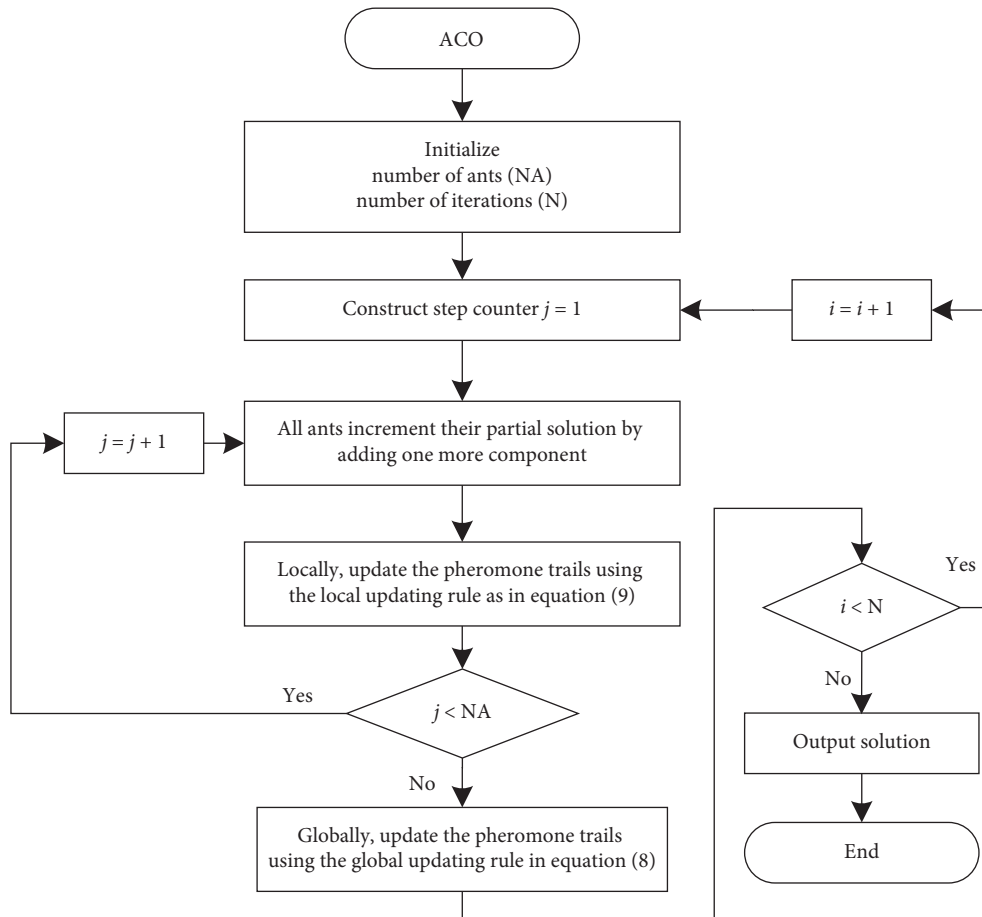 ACO
Initialize
number of ants (NA)
number of iterations (N)
Construct step counter j = 1
i = i + 1
j = j + 1
All ants increment their partial solution by
adding one more component
Locally, update the pheromone trails using
the local updating rule as in equation (9)
Yes
j < NA
No
Globally, update the pheromone trails
using the global updating rule in equation (8)
Yes
i < N
No
Output solution
End